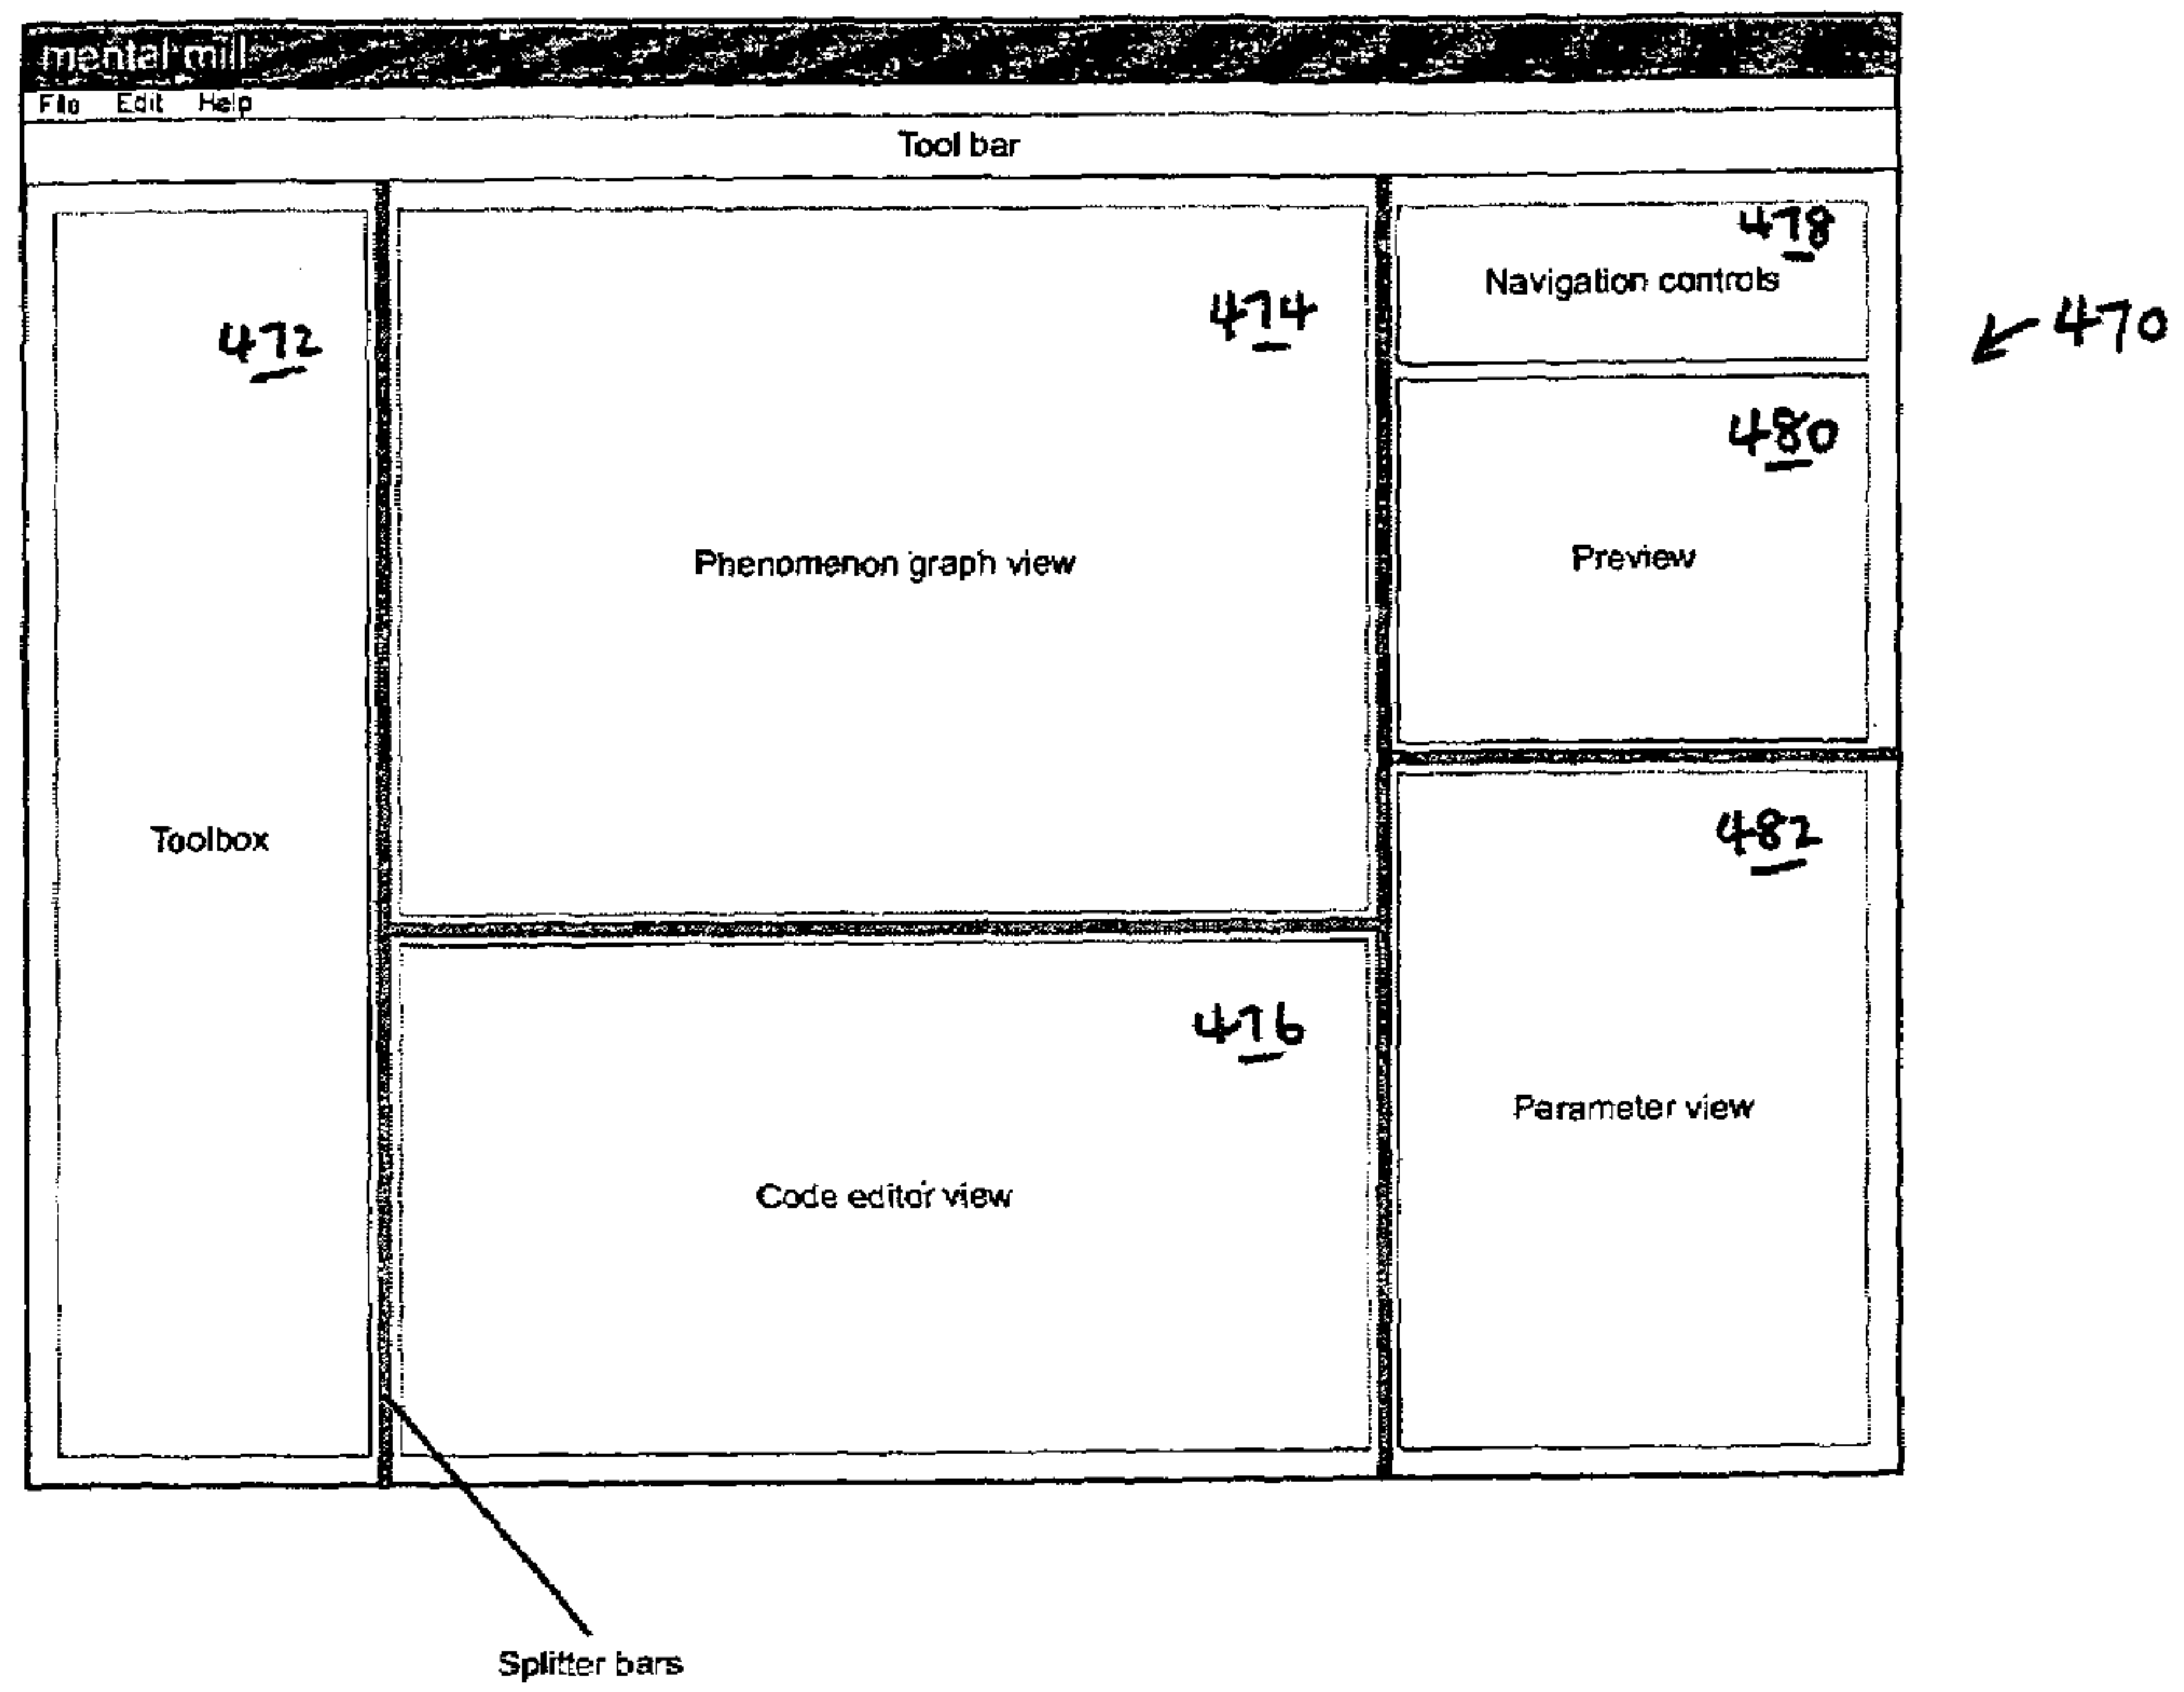 mental mill
File Edit Help
Tool bar
478
Navigation controls
474
470
472
480
Phenomenon graph view
Preview
482
Toolbox
476
Parameter view
Code editor view
Splitter bars